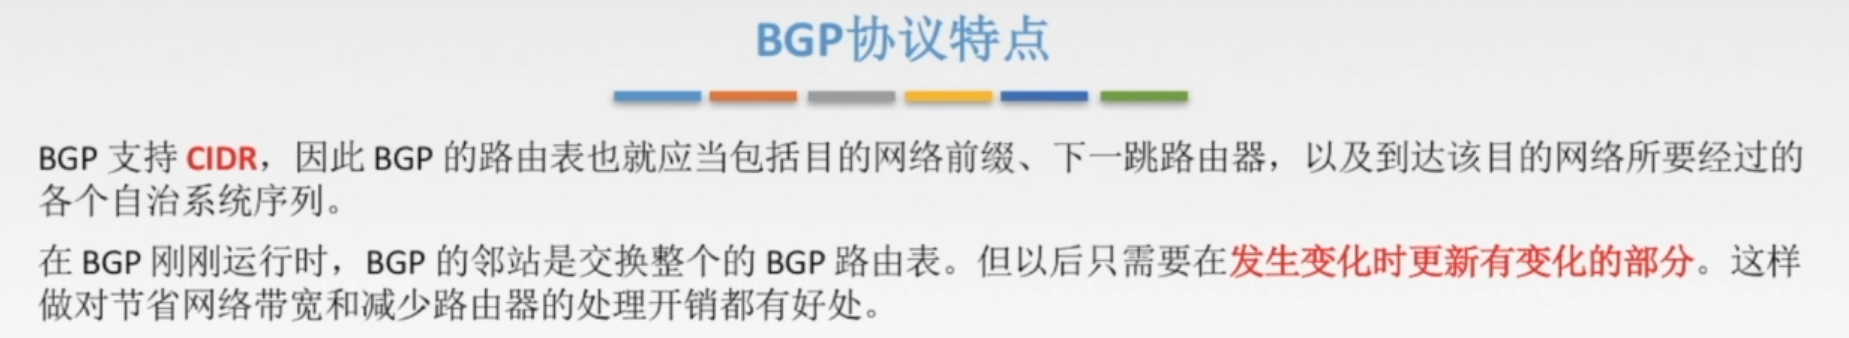 BGP协议特点
BGP 支持 CIDR，因此 BGP 的路由表也就应当包括目的网络前缀、下一跳路由器，以及到达该目的网络所要经过的
各个自治系统序列。
在 BGP 刚刚运行时，BGP 的邻站是交换整个的 BGP 路由表。但以后只需要在发生变化时更新有变化的部分。这样
做对节省网络带宽和减少路由器的处理开销都有好处。